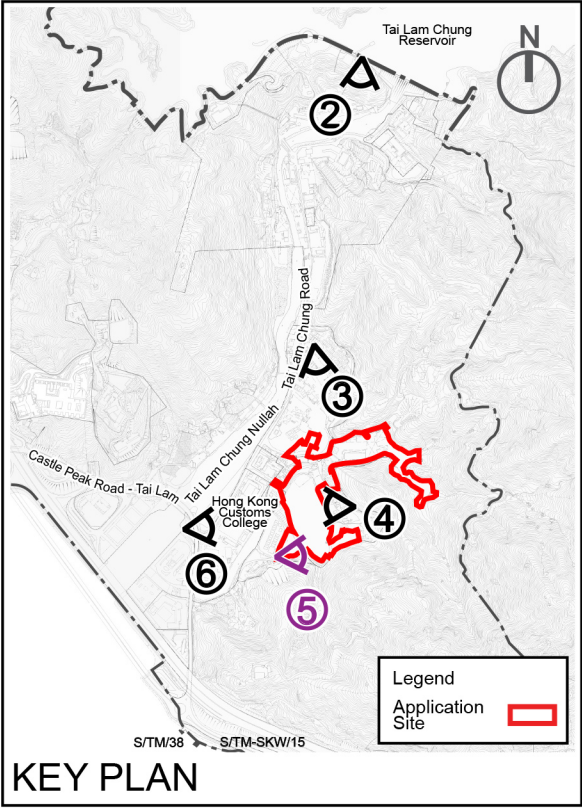 Tai Lam Chung
Reservoir
N
②
Tai Lam Chung Road
③
Tai Lam Chung Nullah
Castle Peak Road - Tai Lam
Hong Kong
Customs
College
④
⑥
⑤
Legend
Application
Site
S/TM/38
S/TM-SKW/15
KEY PLAN